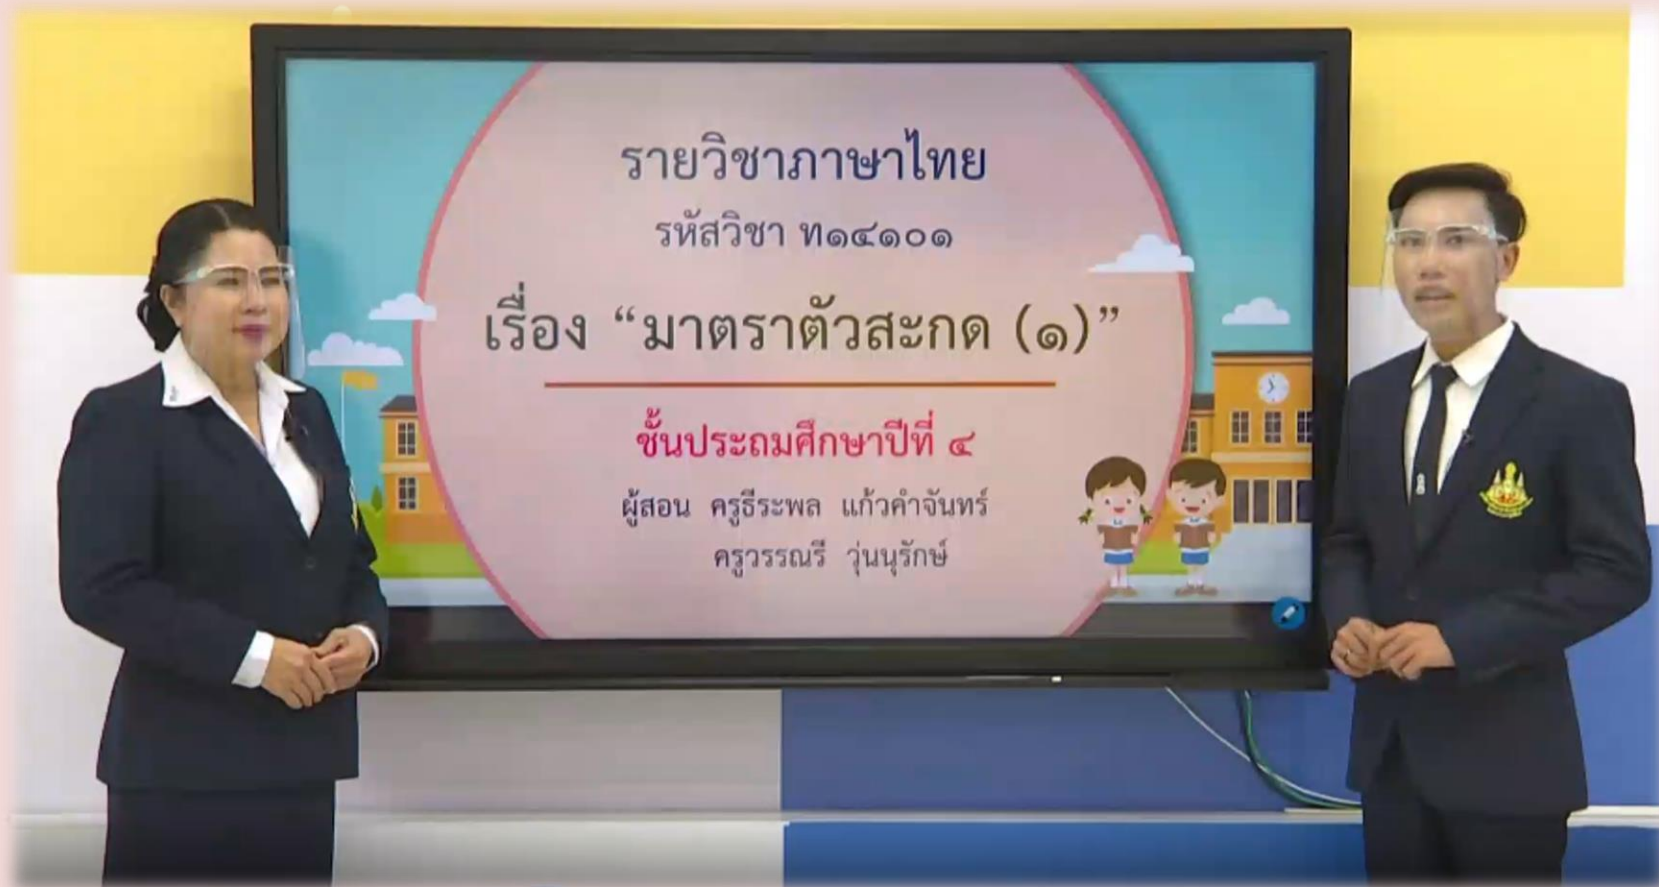 รายวิชาภาษาไทย
รหัสวิชา ท๑๔๑๐๑
เรื่อง “มาตราตัวสะกด (๑)”
ชั้นประถมศึกษาปีที่ ๔
ผู้สอน ครูธีระพล แก้วคำจันทร์
ครูวรรณรี วุ่นนุรักษ์